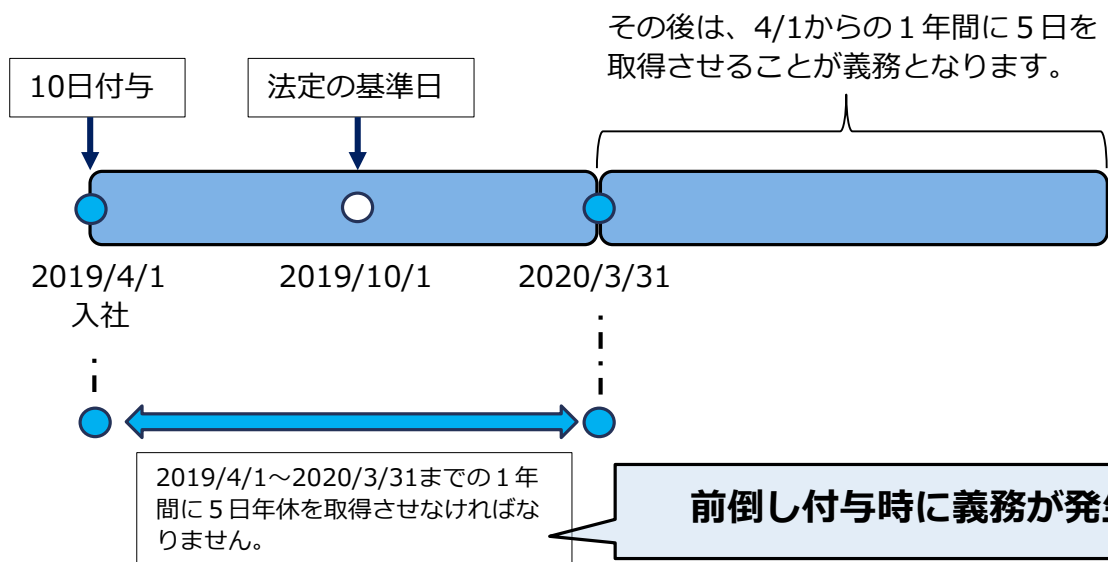 その後は、4/1からの１年間に５日を
取得させることが義務となります。
10日付与
法定の基準日
2019/4/1
入社
2019/10/1
2020/3/31
2019/4/1～2020/3/31までの１年
間に５日年休を取得させなければな
りません。
前倒し付与時に義務が発